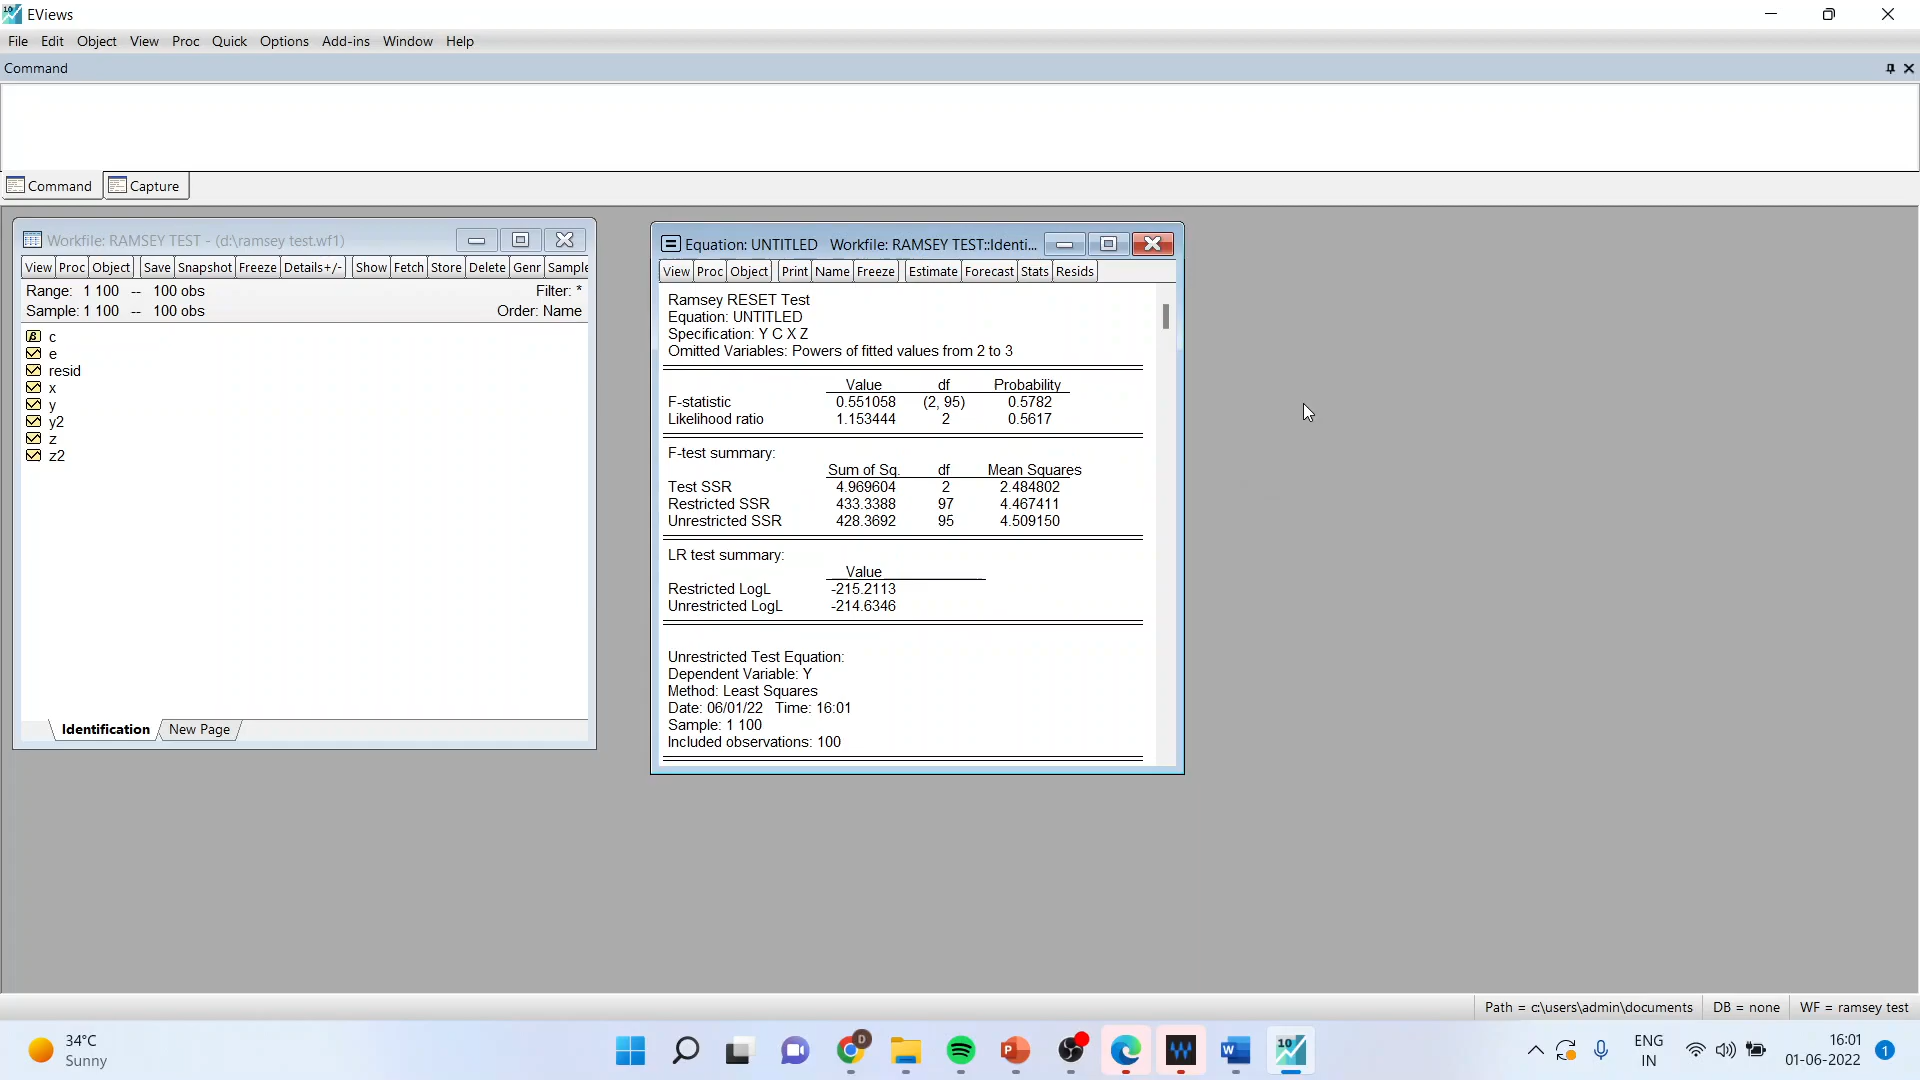 10 EViews
File Edit Object View Proc Quick Options Add-ins Window Help
Command
Command Capture
Workfile: RAMSEY TEST - (d:\ramsey test.wf1)
View Proc Object Save Snapshot Freeze Details+/- Show Fetch Store Delete Genr Sample
Range: 1 100 -- 100 obs Filter: *
Sample: 1 100 -- 100 obs Order: Name
β c
e
resid
x
y
y2
z
z2
Identification New Page
Equation: UNTITLED Workfile: RAMSEY TEST::Identi...
View Proc Object Print Name Freeze Estimate Forecast Stats Resids
Ramsey RESET Test
Equation: UNTITLED
Specification: Y C X Z
Omitted Variables: Powers of fitted values from 2 to 3
Value df Probability
F-statistic 0.551058 (2, 95) 0.5782
Likelihood ratio 1.153444 2 0.5617
F-test summary:
Sum of Sq. df Mean Squares
Test SSR 4.969604 2 2.484802
Restricted SSR 433.3388 97 4.467411
Unrestricted SSR 428.3692 95 4.509150
LR test summary:
Value
Restricted LogL -215.2113
Unrestricted LogL -214.6346
Unrestricted Test Equation:
Dependent Variable: Y
Method: Least Squares
Date: 06/01/22 Time: 16:01
Sample: 1 100
Included observations: 100
Path = c:\users\admin\documents DB = none WF = ramsey test
34°C
Sunny
D
P
W
10
ENG
IN
16:01
01-06-2022
1